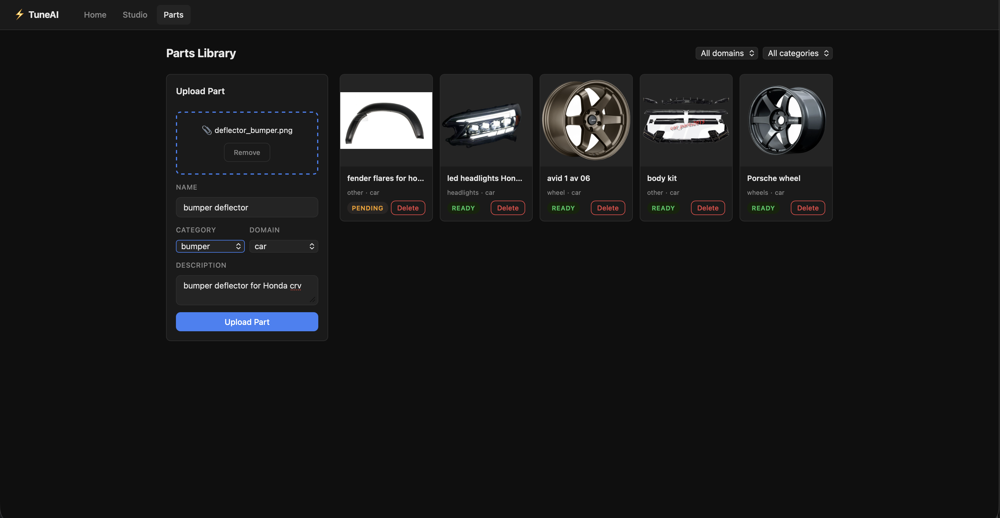 ⚡ TuneAI Home Studio Parts
Parts Library
All domains All categories
Upload Part
deflector_bumper.png
Remove
NAME
bumper deflector
CATEGORY DOMAIN
bumper car
DESCRIPTION
bumper deflector for Honda crv
Upload Part
fender flares for ho...
other · car
PENDING Delete
led headlights Hon...
headlights · car
READY Delete
avid 1 av 06
wheel · car
READY Delete
car_parts2013
car_parts2013
body kit
other · car
READY Delete
Porsche wheel
wheels · car
READY Delete